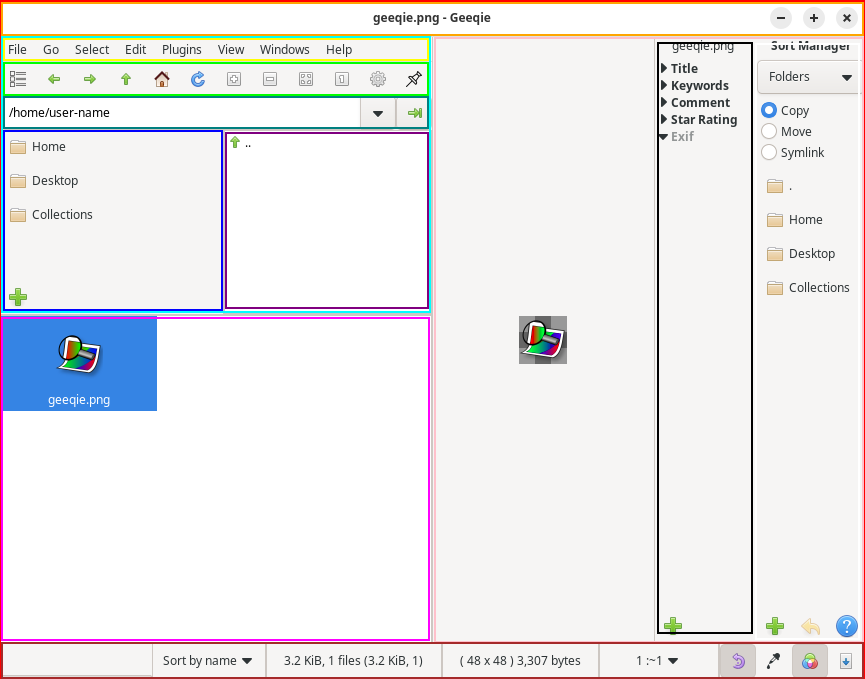 geeqie.png - Geeqie
File Go Select Edit Plugins View Windows Help
/home/user-name
Home
Desktop
Collections
..
geeqie.png
geeqie.png
Title
Keywords
Comment
Star Rating
Exif
Sort Manager
Folders
Copy
Move
Symlink
.
Home
Desktop
Collections
Sort by name 3.2 KiB, 1 files (3.2 KiB, 1) ( 48 x 48 ) 3,307 bytes 1 :~1